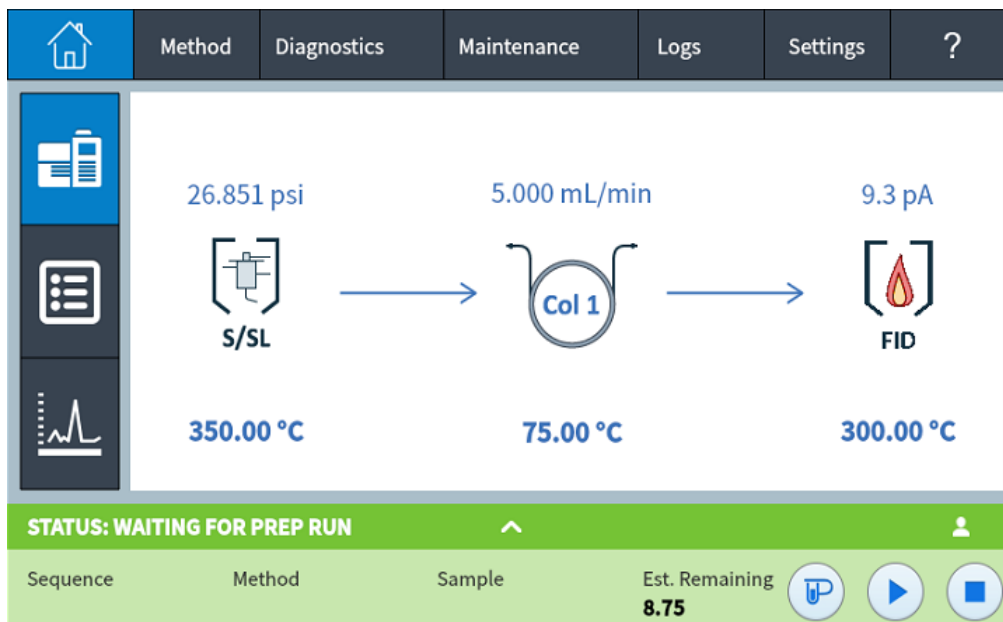 Method Diagnostics Maintenance Logs Settings ?
26.851 psi 5.000 mL/min 9.3 pA
Col 1
S/SL FID
350.00 °C 75.00 °C 300.00 °C
STATUS: WAITING FOR PREP RUN
Sequence Method Sample Est. Remaining
8.75